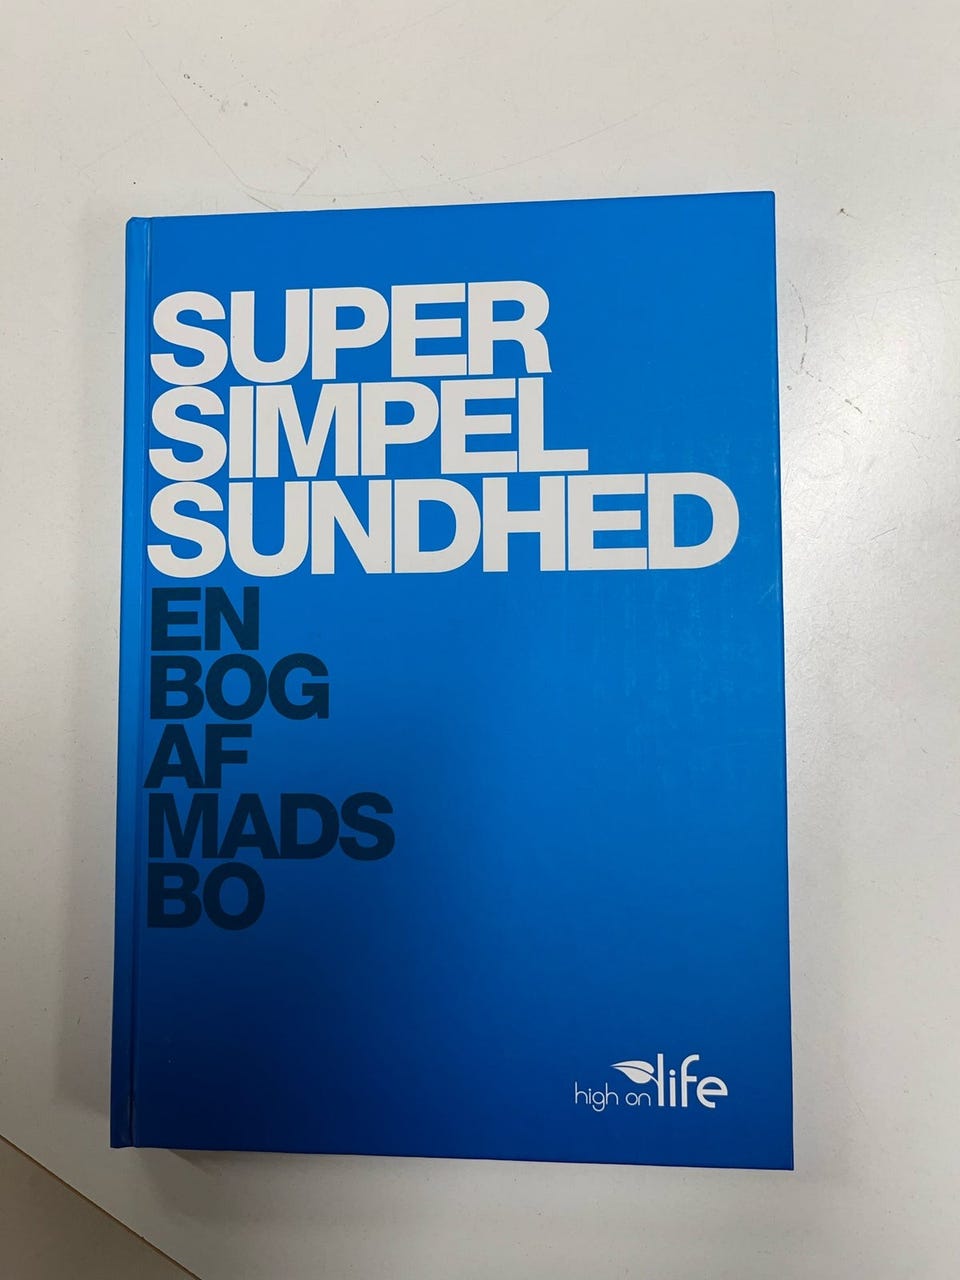 SUPER
SIMPEL
SUNDHED
EN
BOG
AF
MADS
BO
high on life